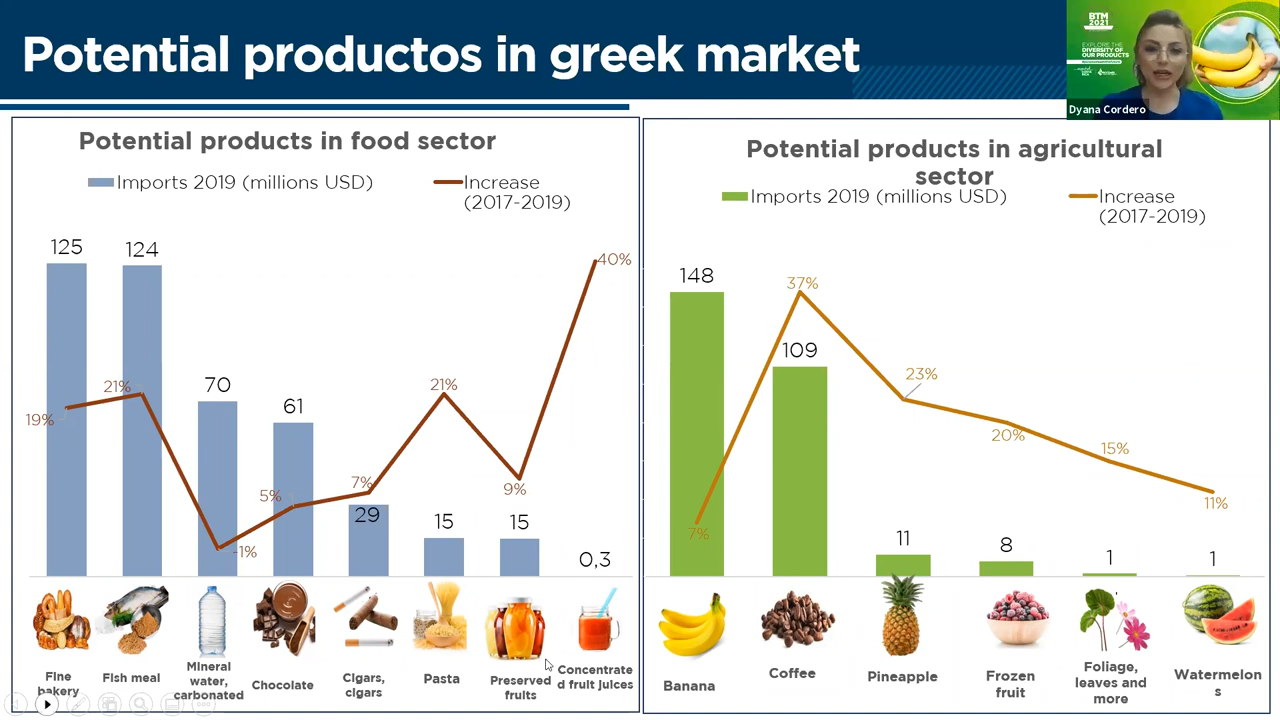 Potential productos in greek market
BTM
2021
EXPLORE THE
DIVERSITY OF
OUR PRODUCTS
Dyana Cordero
Potential products in food sector
Imports 2019 (millions USD)
Increase
(2017-2019)
125
124
70
61
29
15
15
0,3
19%
21%
-1%
5%
7%
21%
9%
40%
Fine
bakery
Fish meal
Mineral
water,
carbonated
Chocolate
Cigars,
cigars
Pasta
Preserved
fruits
Concentrate
d fruit juices
Potential products in agricultural
sector
Imports 2019 (millions USD)
Increase
(2017-2019)
148
109
11
8
1
1
7%
37%
23%
20%
15%
11%
Banana
Coffee
Pineapple
Frozen
fruit
Foliage,
leaves and
more
Watermelon
s